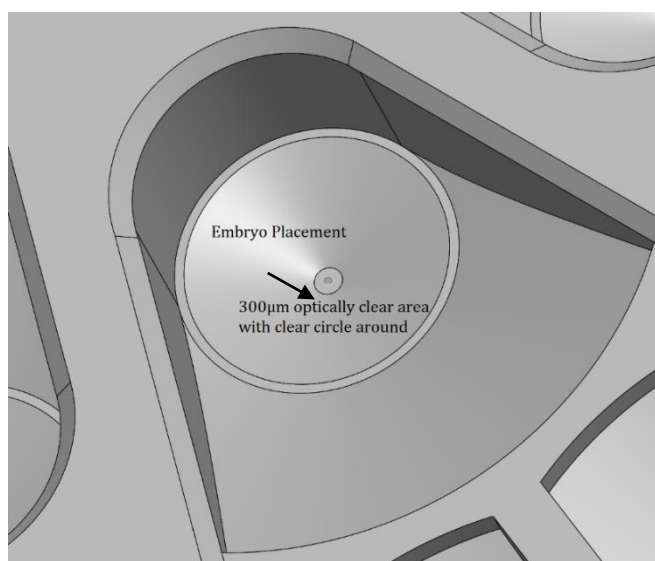 Embryo Placement
300µm optically clear area
with clear circle around